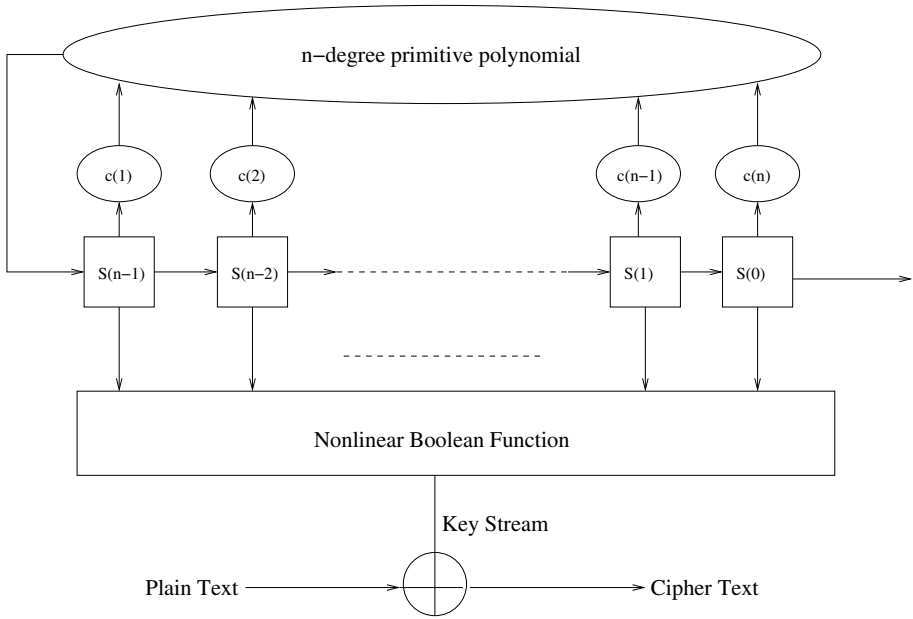 n−degree primitive polynomial
c(1) c(2) c(n−1) c(n)
S(n−1) S(n−2) S(1) S(0)
Nonlinear Boolean Function
Key Stream
Plain Text Cipher Text